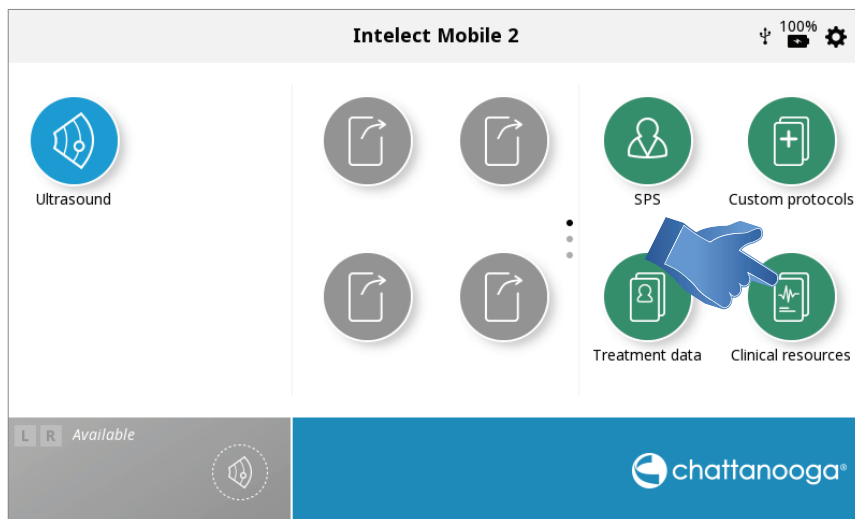 Intelect Mobile 2
100%
Ultrasound
SPS
Custom protocols
Treatment data
Clinical resources
L R Available
chattanooga®